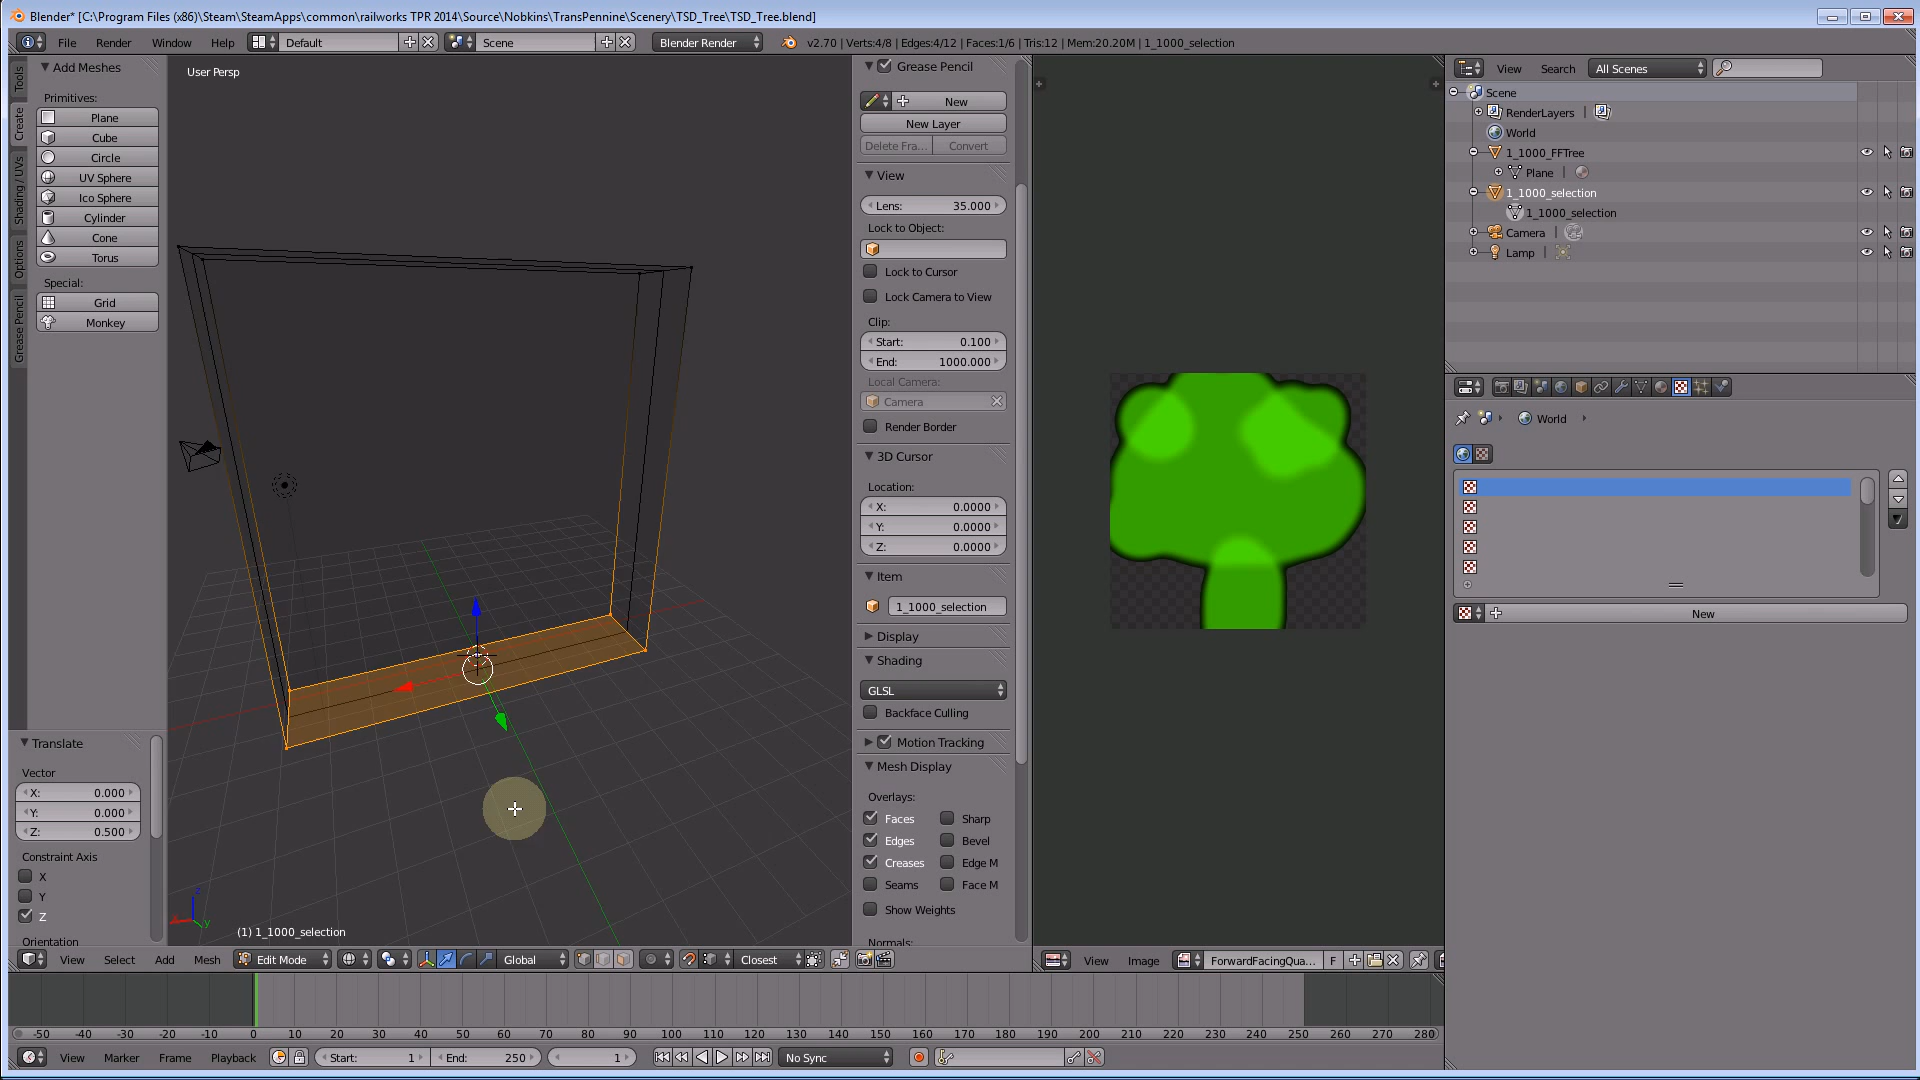 Blender* [C:\Program Files (x86)\Steam\SteamApps\common\railworks TPR 2014\Source\Nobkins\TransPennine\Scenery\TSD_Tree\TSD_Tree.blend]
File Render Window Help Default Scene Blender Render v2.70 | Verts:4/8 | Edges:4/12 | Faces:1/6 | Tris:12 | Mem:20.20M | 1_1000_selection
Tools
Create
Shading / UVs
Options
Grease Pencil
Add Meshes
Primitives:
Plane
Cube
Circle
UV Sphere
Ico Sphere
Cylinder
Cone
Torus
Special:
Grid
Monkey
Translate
Vector
X: 0.000
Y: 0.000
Z: 0.500
Constraint Axis
X
Y
Z
Orientation
User Persp
z
x
y
(1) 1_1000_selection
Grease Pencil
New
New Layer
Delete Fra... Convert
View
Lens: 35.000
Lock to Object:
Lock to Cursor
Lock Camera to View
Clip:
Start: 0.100
End: 1000.000
Local Camera:
Camera
Render Border
3D Cursor
Location:
X: 0.0000
Y: 0.0000
Z: 0.0000
Item
1_1000_selection
Display
Shading
GLSL
Backface Culling
Motion Tracking
Mesh Display
Overlays:
Faces Sharp
Edges Bevel
Creases Edge M
Seams Face M
Show Weights
Normals:
View Search All Scenes
Scene
RenderLayers |
World
1_1000_FFTree
Plane |
1_1000_selection
1_1000_selection
Camera |
Lamp |
World
New
View Select Add Mesh Edit Mode Global Closest
View Image ForwardFacingQua... F
-50 -40 -30 -20 -10 0 10 20 30 40 50 60 70 80 90 100 110 120 130 140 150 160 170 180 190 200 210 220 230 240 250 260 270 280
View Marker Frame Playback Start: 1 End: 250 1 No Sync